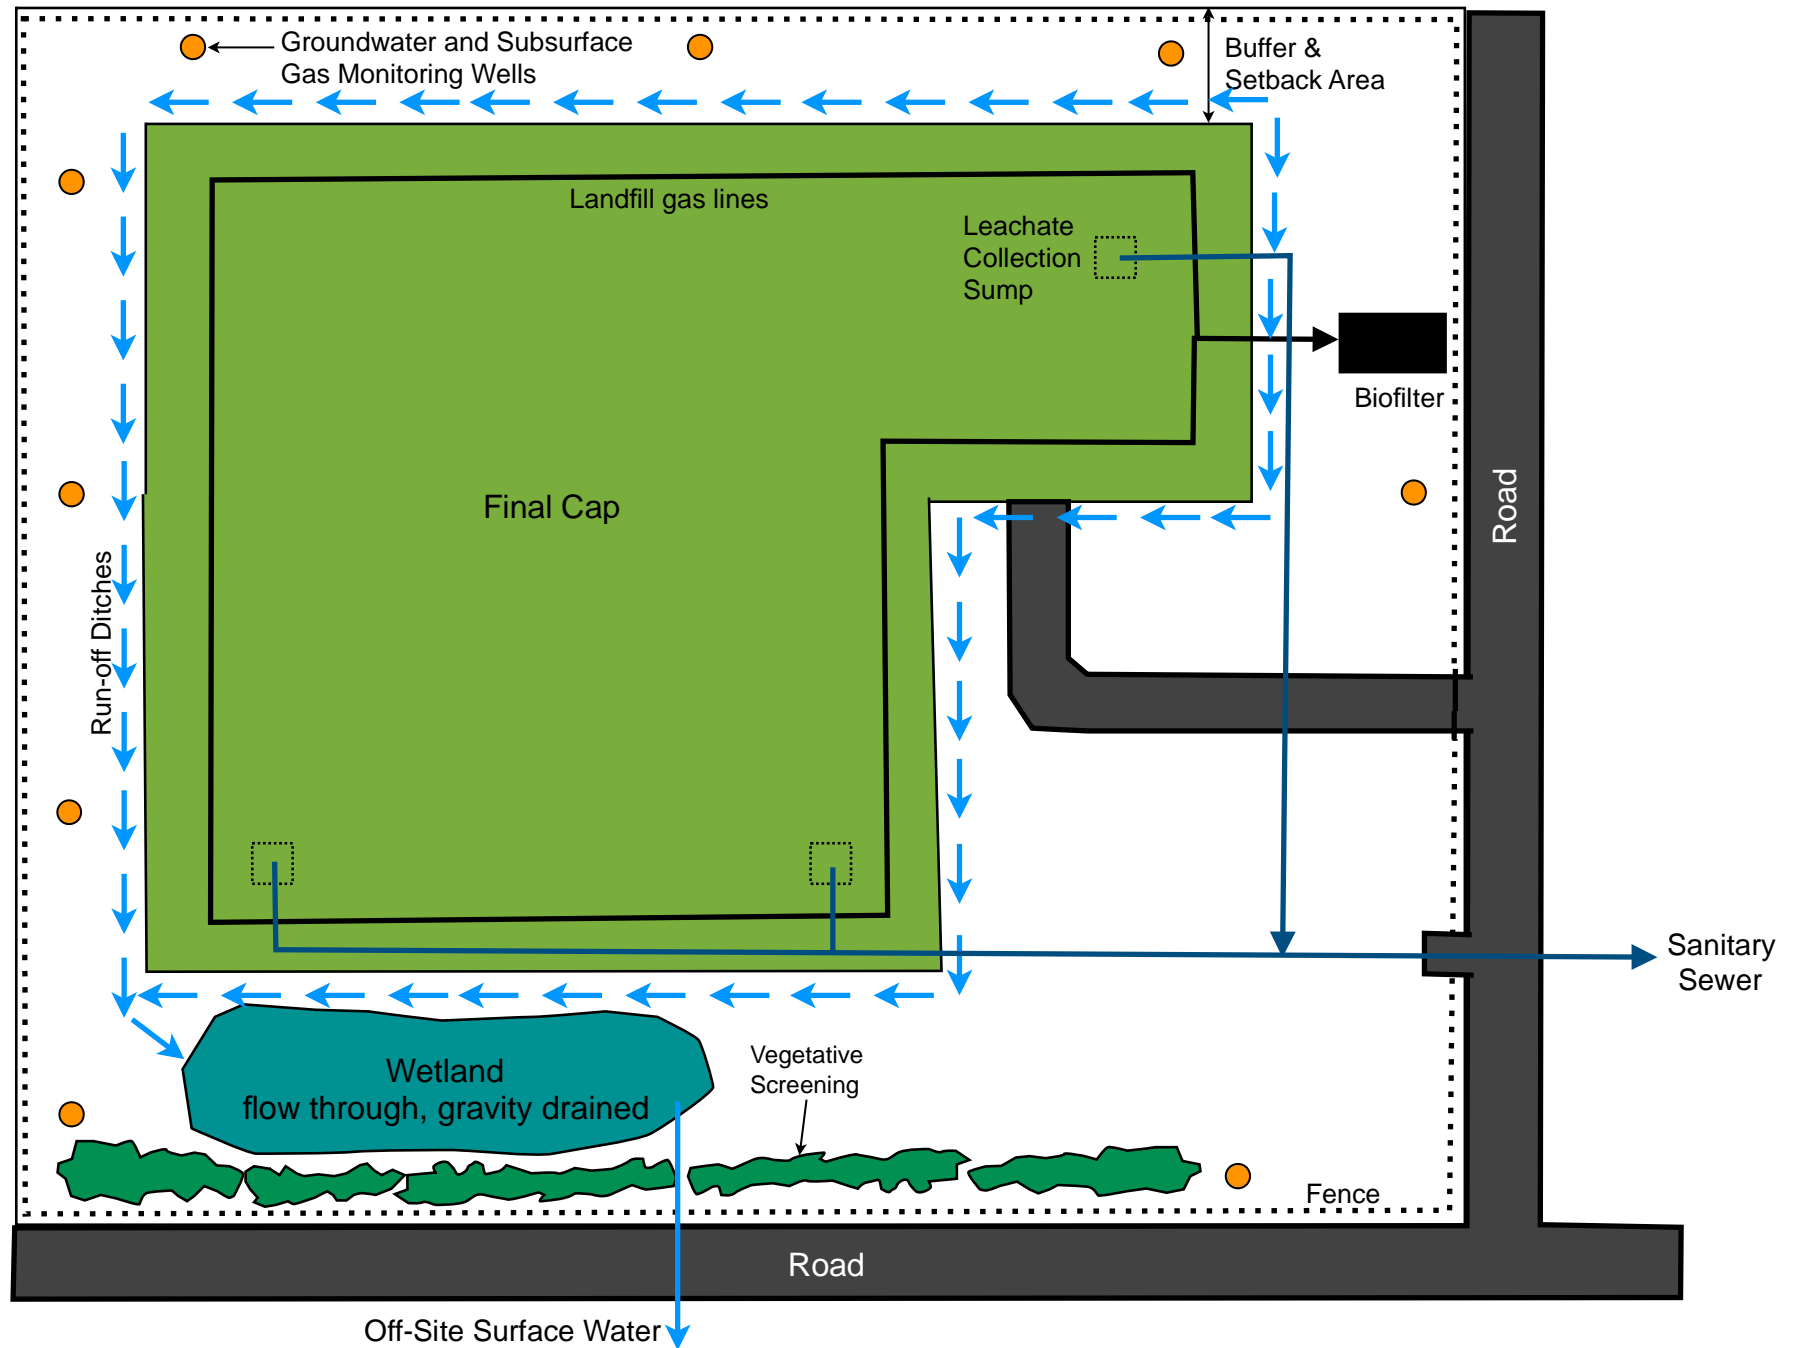 Groundwater and Subsurface
Gas Monitoring Wells
Buffer &
Setback Area
Landfill gas lines
Leachate
Collection
Sump
Biofilter
Final Cap
Road
Run-off Ditches
Sanitary
Sewer
Wetland
flow through, gravity drained
Vegetative
Screening
Fence
Road
Off-Site Surface Water